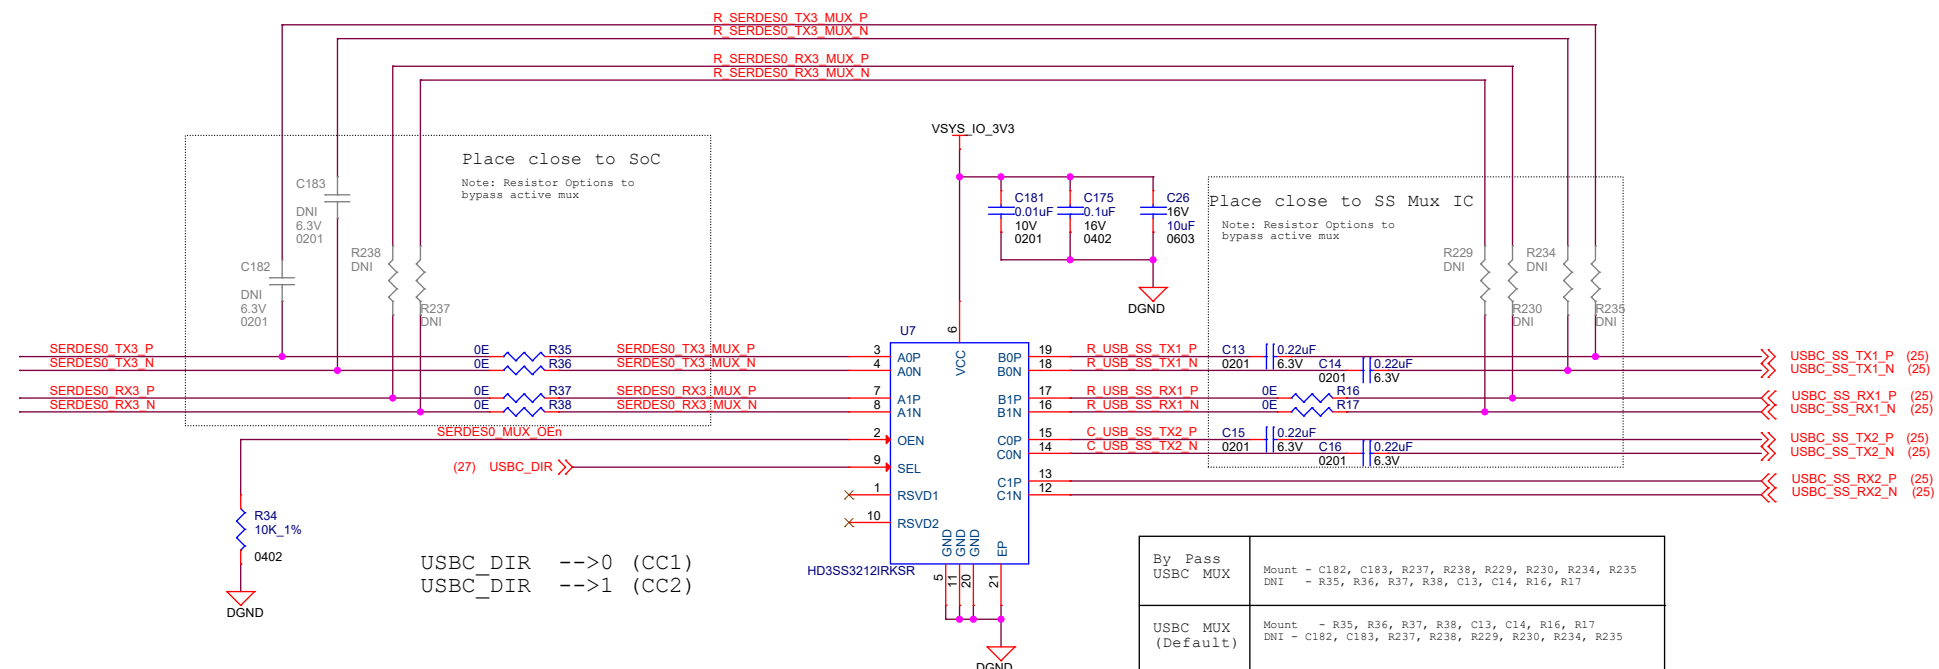 R_SERDES0_TX3_MUX_P
R_SERDES0_TX3_MUX_N
R_SERDES0_RX3_MUX_P
R_SERDES0_RX3_MUX_N
VSYS_IO_3V3
Place close to SoC
Note: Resistor Options to
bypass active mux
C183
DNI
6.3V
0201
C182
DNI
6.3V
0201
R238
DNI
R237
DNI
C181
0.01uF
10V
0201
C175
0.1uF
16V
0402
C26
16V
10uF
0603
DGND
Place close to SS Mux IC
Note: Resistor Options to
bypass active mux
R229
DNI
R230
DNI
R234
DNI
R235
DNI
SERDES0_TX3_P
SERDES0_TX3_N
SERDES0_RX3_P
SERDES0_RX3_N
0E R35
0E R36
0E R37
0E R38
SERDES0_TX3_MUX_P
SERDES0_TX3_MUX_N
SERDES0_RX3_MUX_P
SERDES0_RX3_MUX_N
SERDES0_MUX_OEn
(27) USBC_DIR
R34
10K_1%
0402
DGND
U7
6
VCC
3 A0P
4 A0N
7 A1P
8 A1N
2 OEN
9 SEL
1 RSVD1
10 RSVD2
B0P 19
B0N 18
B1P 17
B1N 16
C0P 15
C0N 14
C1P 13
C1N 12
GND
GND
GND
EP
5
11
20
21
HD3SS3212IRKSR
DGND
R_USB_SS_TX1_P
R_USB_SS_TX1_N
R_USB_SS_RX1_P
R_USB_SS_RX1_N
C_USB_SS_TX2_P
C_USB_SS_TX2_N
C13 0.22uF
0201 6.3V
C14 0.22uF
0201 6.3V
0E R16
0E R17
C15 0.22uF
0201 6.3V
C16 0.22uF
0201 6.3V
USBC_SS_TX1_P (25)
USBC_SS_TX1_N (25)
USBC_SS_RX1_P (25)
USBC_SS_RX1_N (25)
USBC_SS_TX2_P (25)
USBC_SS_TX2_N (25)
USBC_SS_RX2_P (25)
USBC_SS_RX2_N (25)
USBC_DIR -->0 (CC1)
USBC_DIR -->1 (CC2)
By Pass
USBC MUX
Mount - C182, C183, R237, R238, R229, R230, R234, R235
DNI - R35, R36, R37, R38, C13, C14, R16, R17
USBC MUX
(Default)
Mount - R35, R36, R37, R38, C13, C14, R16, R17
DNI - C182, C183, R237, R238, R229, R230, R234, R235